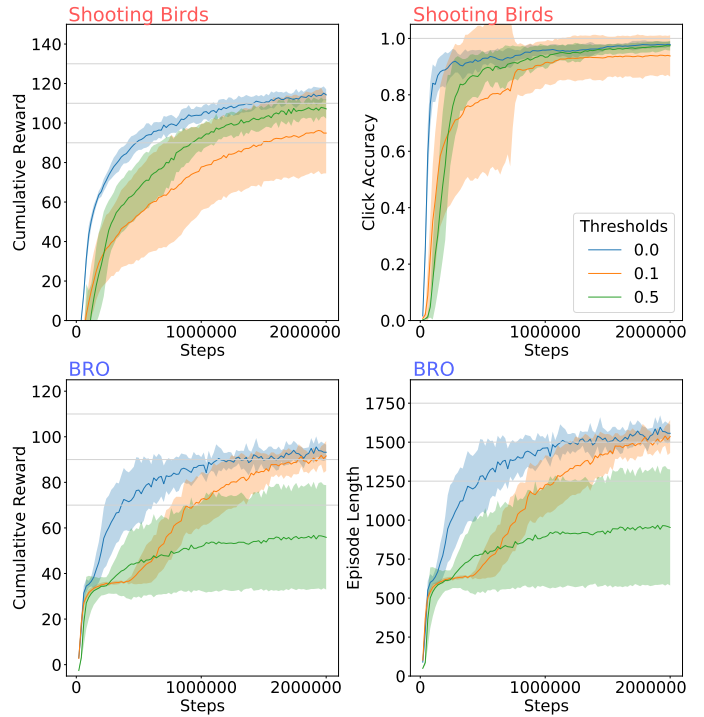 Shooting Birds
Cumulative Reward
140
120
100
80
60
40
20
0
0 1000000 2000000
Steps
Shooting Birds
Click Accuracy
1.0
0.8
0.6
0.4
0.2
0.0
Thresholds
0.0
0.1
0.5
0 1000000 2000000
Steps
BRO
Cumulatitve Reward
120
100
80
60
40
20
0
0 1000000 2000000
Steps
BRO
Episode Length
1750
1500
1250
1000
750
500
250
0
0 1000000 2000000
Steps